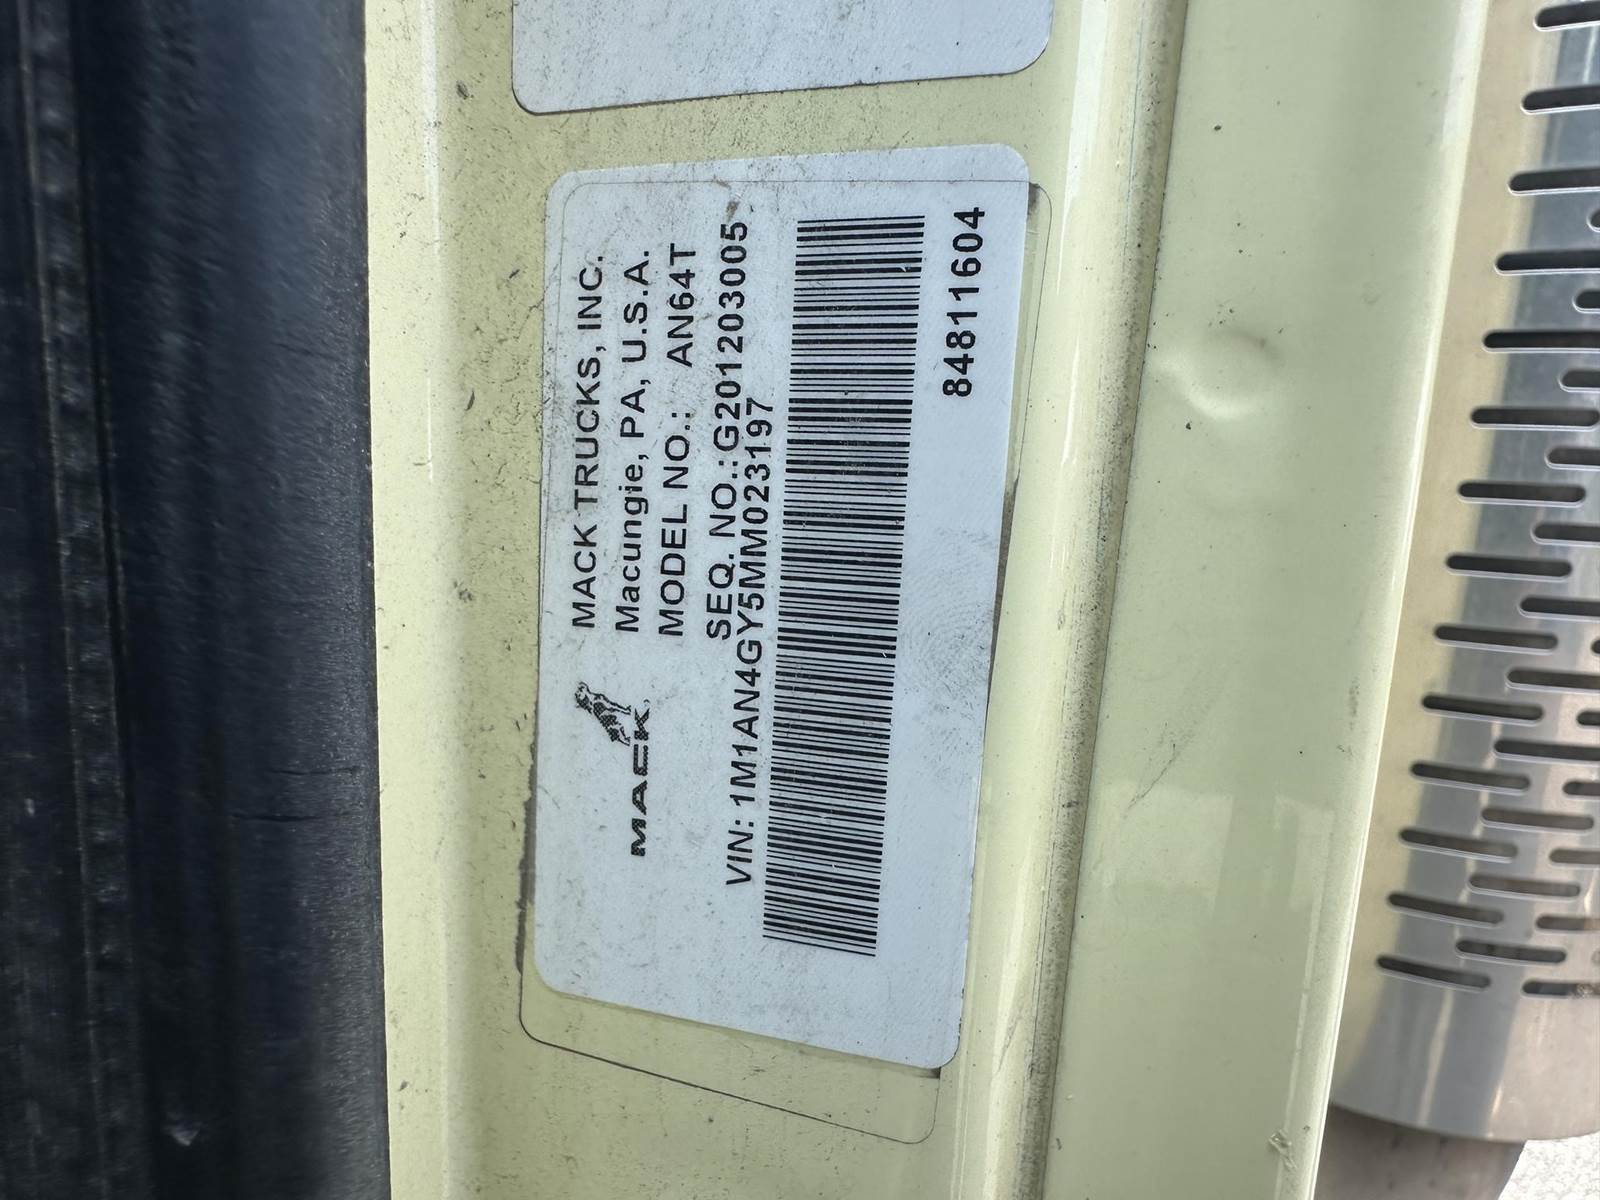 MACK TRUCKS, INC.
Macungie, PA, U.S.A.
MODEL NO.: AN64T
SEQ. NO.:G201203005
VIN: 1M1AN4GY5MM023197
MACK
84811604